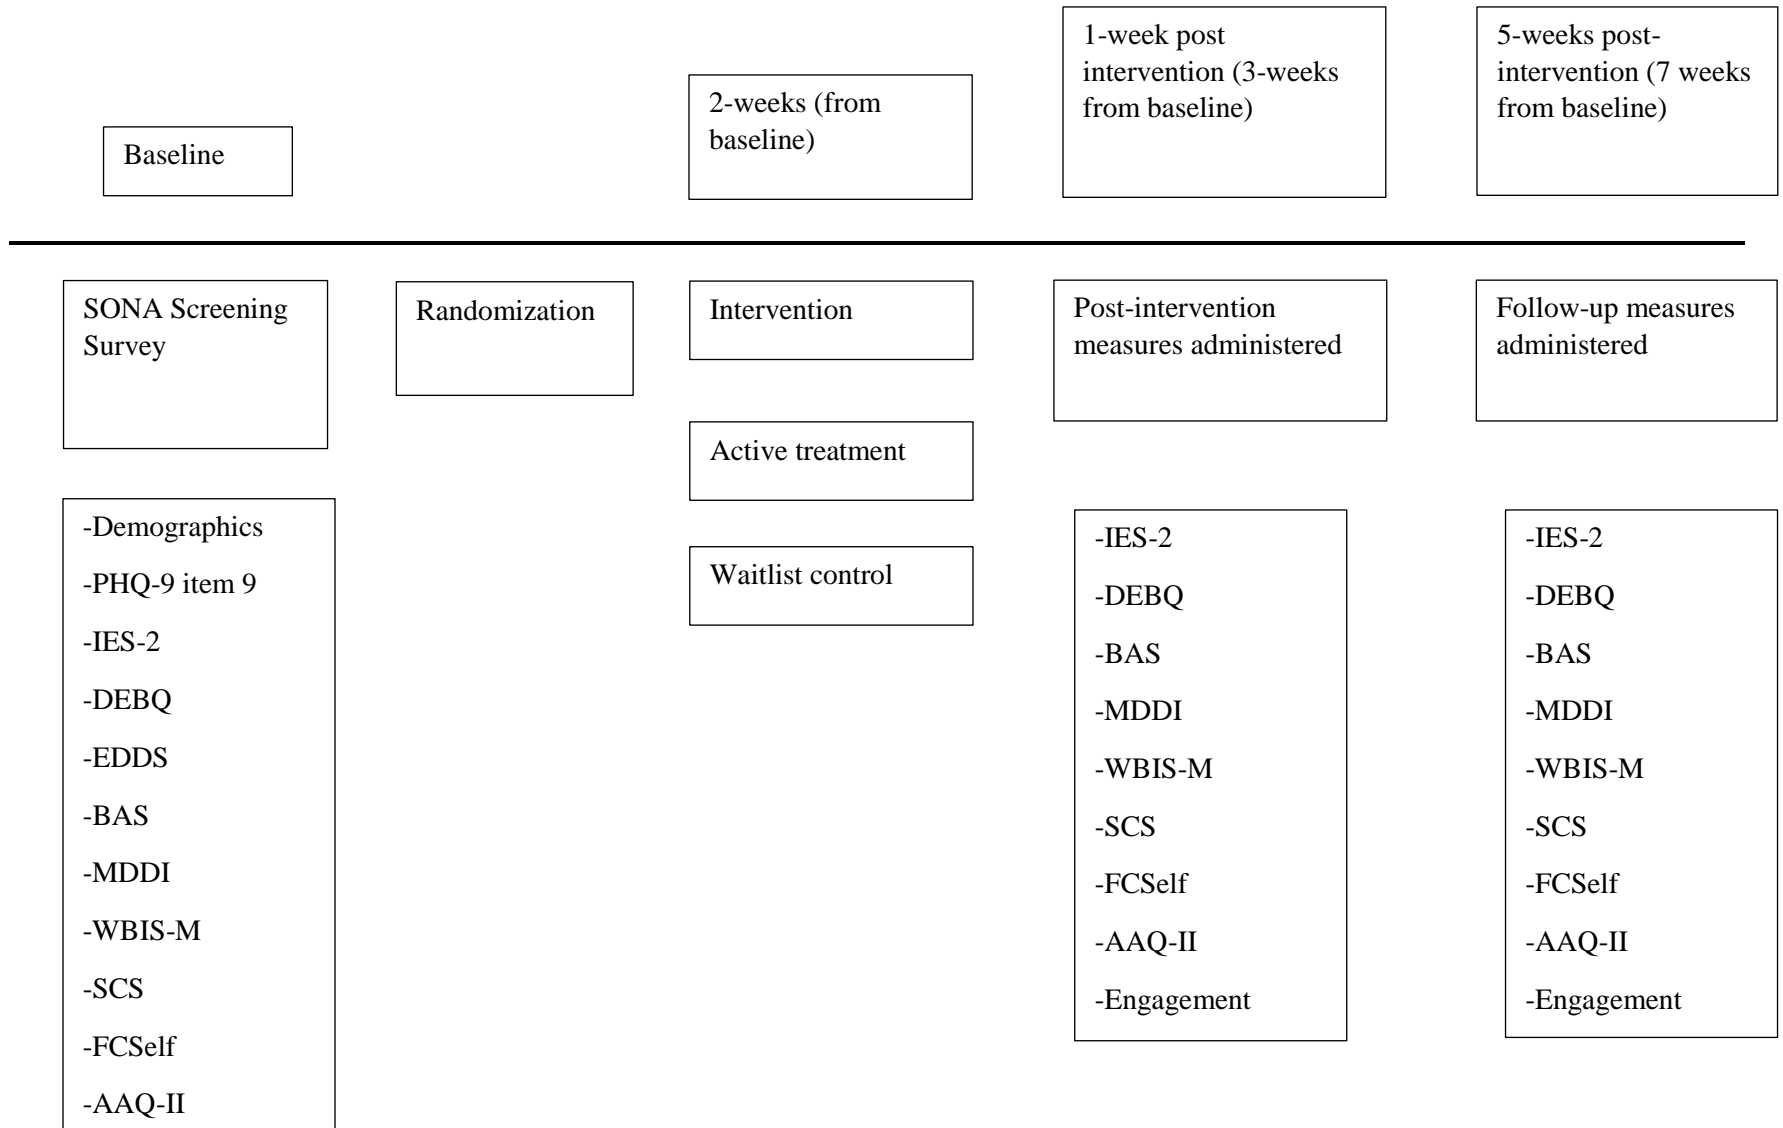 Baseline
2-weeks (from
baseline)
1-week post
intervention (3-weeks
from baseline)
5-weeks post-
intervention (7 weeks
from baseline)
SONA Screening
Survey
Randomization
Intervention
Post-intervention
measures administered
Follow-up measures
administered
Active treatment
Waitlist control
-Demographics
-PHQ-9 item 9
-IES-2
-DEBQ
-EDDS
-BAS
-MDDI
-WBIS-M
-SCS
-FCSelf
-AAQ-II
-IES-2
-DEBQ
-BAS
-MDDI
-WBIS-M
-SCS
-FCSelf
-AAQ-II
-Engagement
-IES-2
-DEBQ
-BAS
-MDDI
-WBIS-M
-SCS
-FCSelf
-AAQ-II
-Engagement